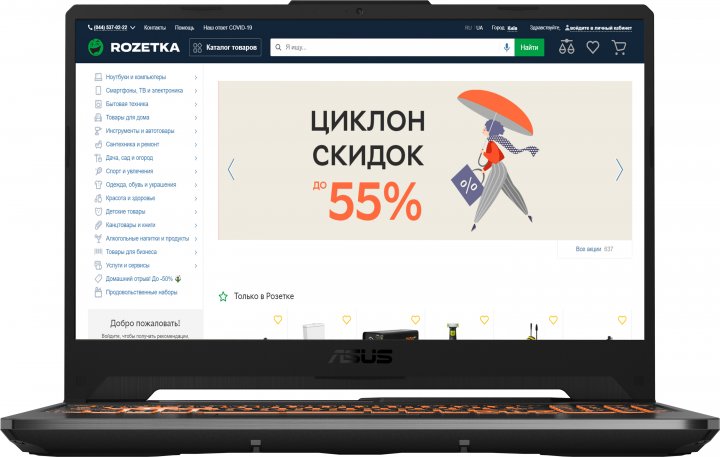 (044) 537-02-22 Контакты Помощь Наш ответ COVID-19 RU UA Город Київ Здравствуйте, войдите в личный кабинет
ROZETKA Каталог товаров Я ищу... Найти
Ноутбуки и компьютеры
Смартфоны, ТВ и электроника
Бытовая техника
Товары для дома
Инструменты и автотовары
Сантехника и ремонт
Дача, сад и огород
Спорт и увлечения
Одежда, обувь и украшения
Красота и здоровье
Детские товары
Канцтовары и книги
Алкогольные напитки и продукты
Товары для бизнеса
Услуги и сервисы
Домашний отрыв! До -50%
Продовольственные наборы
Добро пожаловать!
Войдите, чтобы получать рекомендации,
ЦИКЛОН
СКИДОК
до 55%
%
Все акции 637
Только в Розетке
ASUS